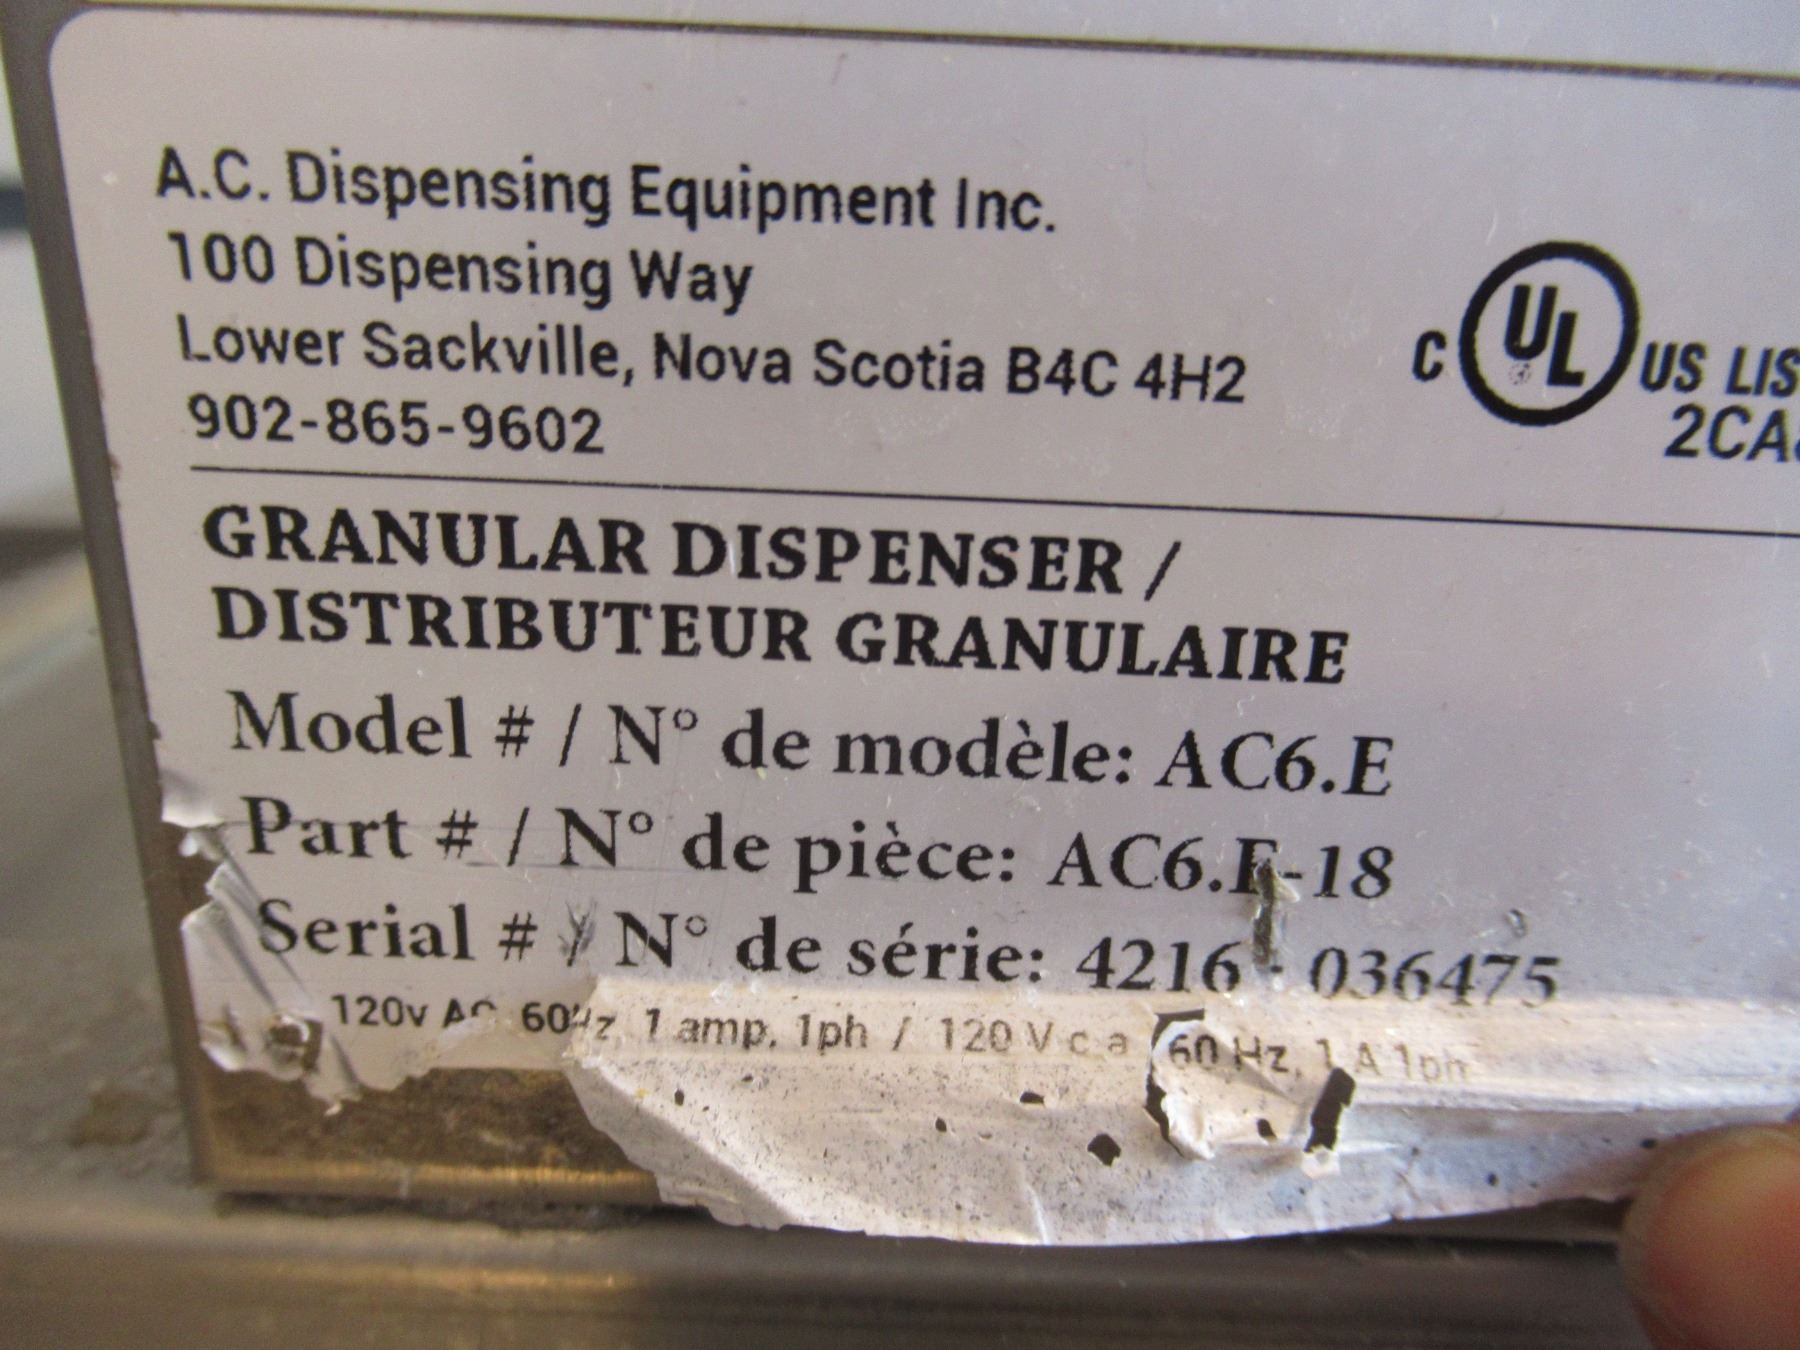 A.C. Dispensing Equipment Inc.
100 Dispensing Way
Lower Sackville, Nova Scotia B4C 4H2
902-865-9602
C UL US LIS
2CA
GRANULAR DISPENSER /
DISTRIBUTEUR GRANULAIRE
Model # / N° de modèle: AC6.E
Part # / N° de pièce: AC6.E-18
Serial # / N° de série: 4216 - 036475
120v AC 60Hz, 1 amp, 1ph / 120 V c.a 60 Hz, 1 A 1ph